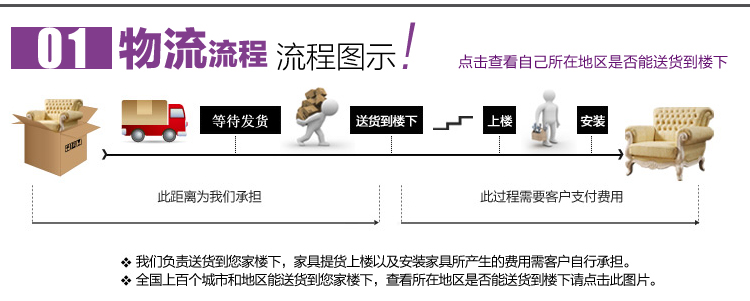 01 物流流程 流程图示！
点击查看自己所在地区是否能送货到楼下
等待发货 送货到楼下 上楼 安装
此距离为我们承担 此过程需要客户支付费用
❖ 我们负责送货到您家楼下，家具提货上楼以及安装家具所产生的费用需客户自行承担。
❖ 全国上百个城市和地区能送货到您家楼下，查看所在地区是否能送货到楼下请点击此图片。